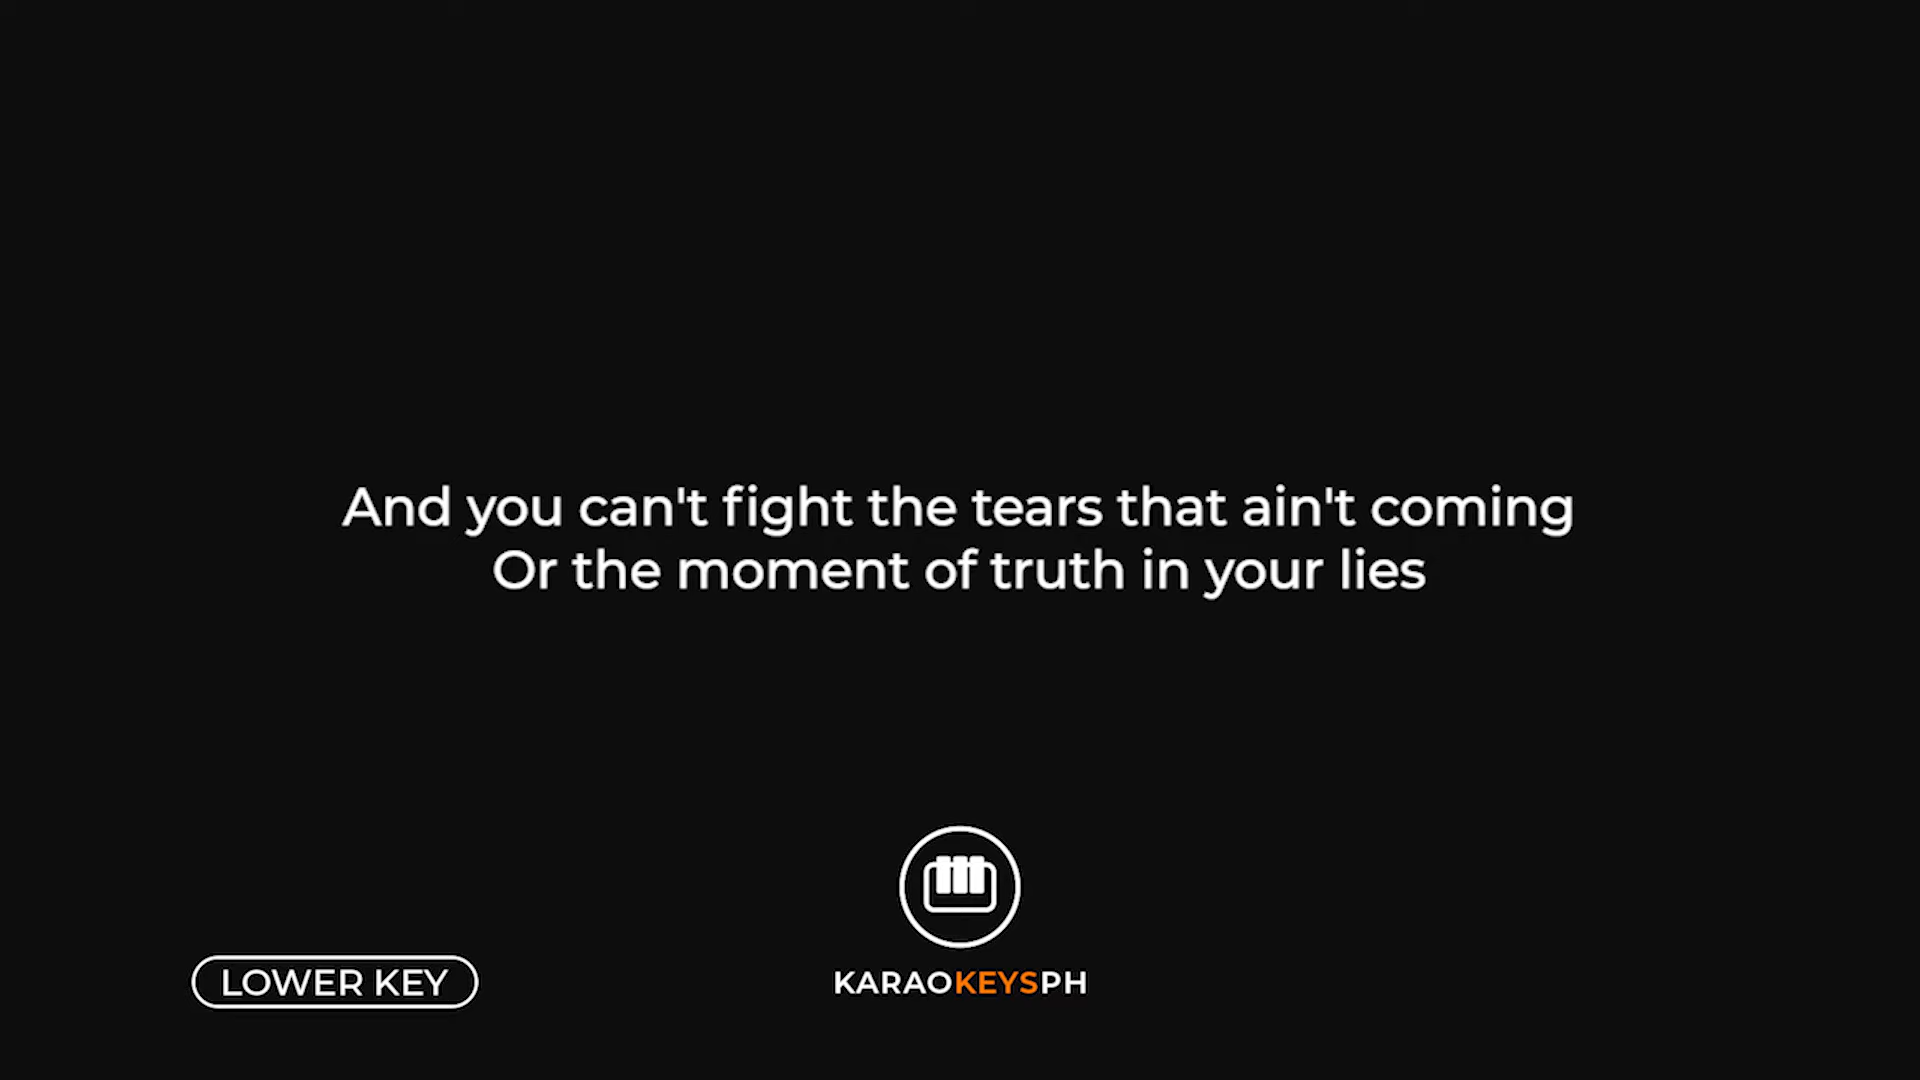 And you can't fight the tears that ain't coming
Or the moment of truth in your lies
LOWER KEY
KARAOKEYSPH